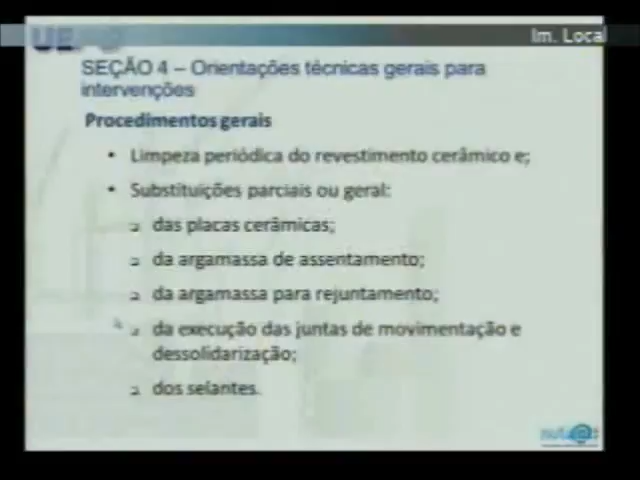 Im. Local
SEÇÃO 4 – Orientações técnicas gerais para
intervenções
Procedimentos gerais
• Limpeza periódica do revestimento cerâmico e;
• Substituições parciais ou geral:
das placas cerâmicas;
da argamassa de assentamento;
da argamassa para rejuntamento;
da execução das juntas de movimentação e
dessolidarização;
dos selantes.